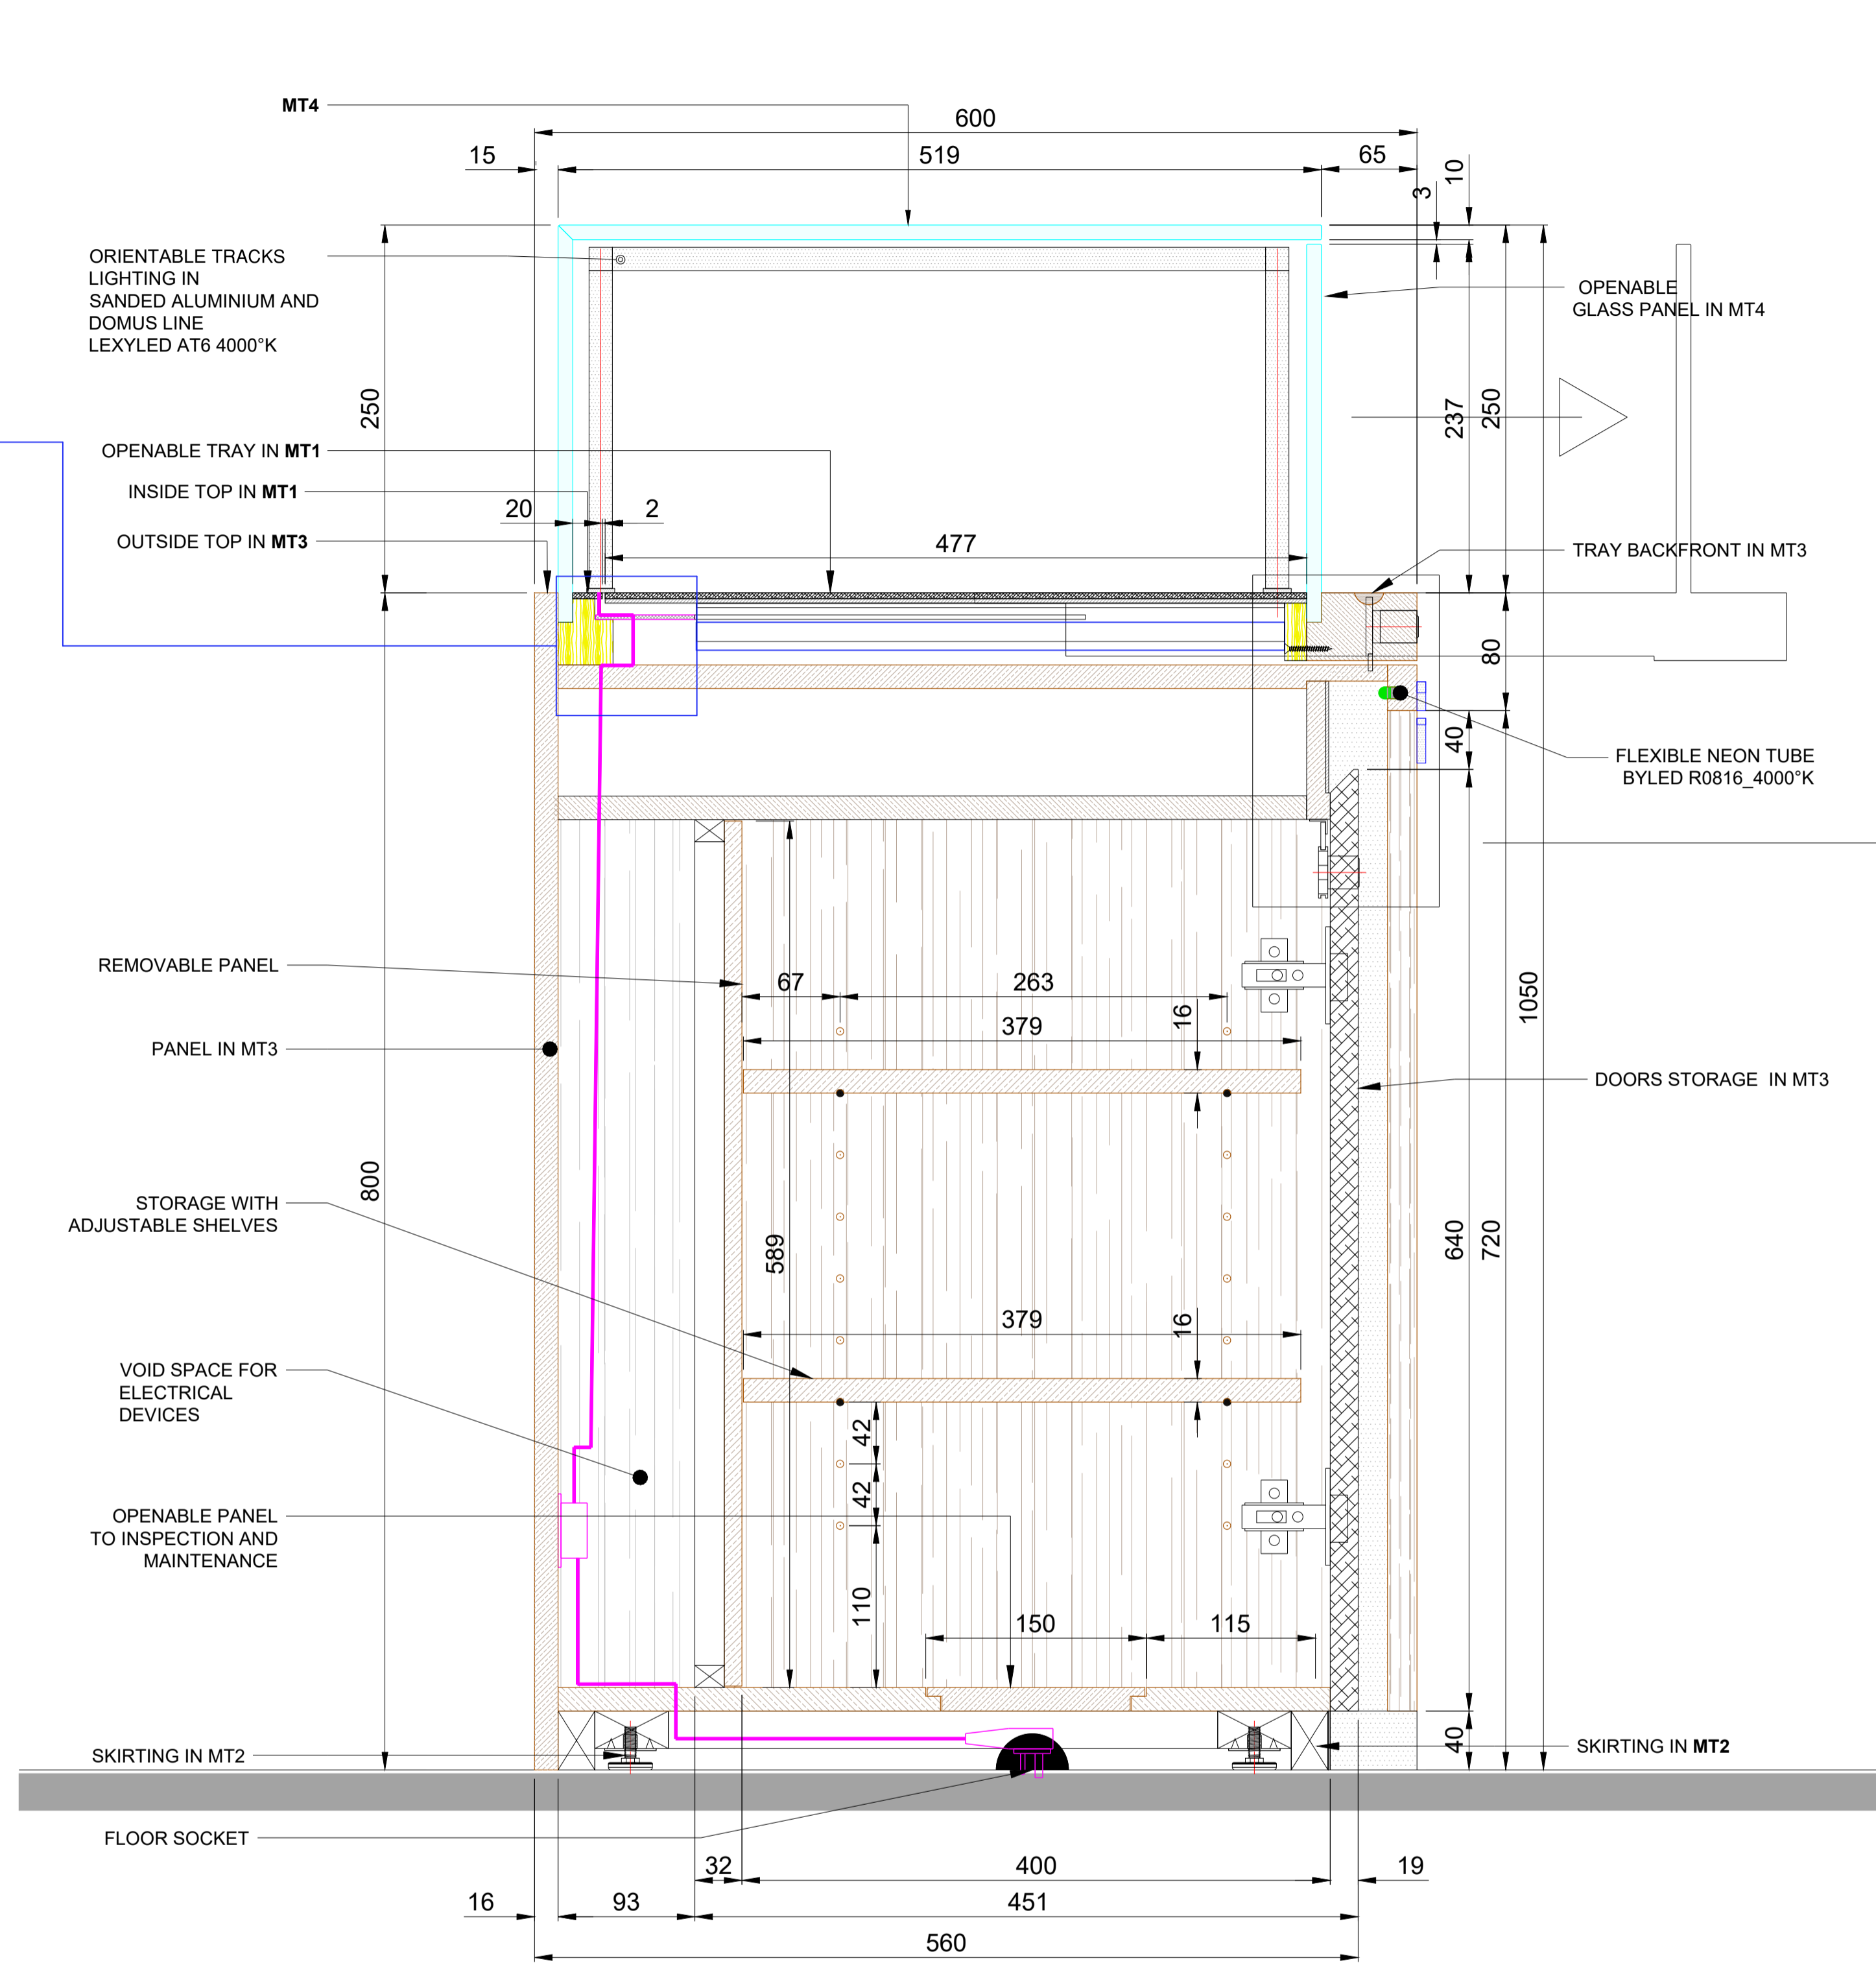 MT4
600
15
519
65
10
3
ORIENTABLE TRACKS
LIGHTING IN
SANDED ALUMINIUM AND
DOMUS LINE
LEXYLED AT6 4000°K
OPENABLE
GLASS PANEL IN MT4
250
237
250
OPENABLE TRAY IN MT1
INSIDE TOP IN MT1
20
2
OUTSIDE TOP IN MT3
477
TRAY BACKFRONT IN MT3
80
40
FLEXIBLE NEON TUBE
BYLED R0816_4000°K
REMOVABLE PANEL
67
263
16
379
1050
PANEL IN MT3
DOORS STORAGE IN MT3
800
STORAGE WITH
ADJUSTABLE SHELVES
589
640
720
379
16
VOID SPACE FOR
ELECTRICAL
DEVICES
42
42
OPENABLE PANEL
TO INSPECTION AND
MAINTENANCE
110
150
115
SKIRTING IN MT2
40
SKIRTING IN MT2
FLOOR SOCKET
32
400
19
16
93
451
560